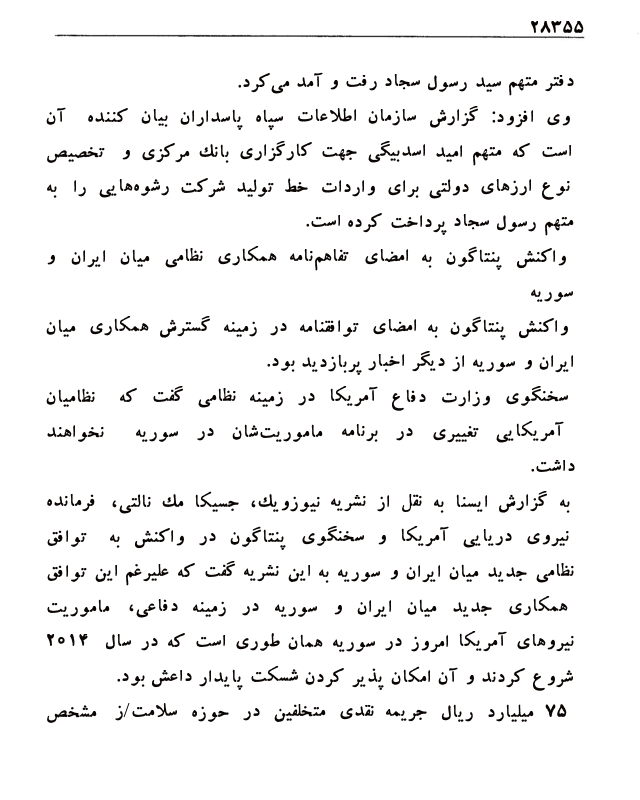 ۲۸۳۵۵
دفتر متهم سید رسول سجاد رفت و آمد می‌کرد.
وی افزود: گزارش سازمان اطلاعات سپاه پاسداران بیان کننده آن
است که متهم امید اسدبیگی جهت کارگزاری بانك مرکزی و تخصیص
نوع ارزهای دولتی برای واردات خط تولید شرکت رشوه‌هایی را به
متهم رسول سجاد پرداخت کرده است.
واکنش پنتاگون به امضای تفاهم‌نامه همکاری نظامی میان ایران و
سوریه
واکنش پنتاگون به امضای توافقنامه در زمینه گسترش همکاری میان
ایران و سوریه از دیگر اخبار پربازدید بود.
سخنگوی وزارت دفاع آمریکا در زمینه نظامی گفت که نظامیان
آمریکایی تغییری در برنامه ماموریت‌شان در سوریه نخواهند
داشت.
به گزارش ایسنا به نقل از نشریه نیوزویك، جسیکا مك نالتی، فرمانده
نیروی دریایی آمریکا و سخنگوی پنتاگون در واکنش به توافق
نظامی جدید میان ایران و سوریه به این نشریه گفت که علیرغم این توافق
همکاری جدید میان ایران و سوریه در زمینه دفاعی، ماموریت
نیروهای آمریکا امروز در سوریه همان طوری است که در سال ۲۰۱۴
شروع کردند و آن امکان پذیر کردن شسکت پایدار داعش بود.
۷۵ میلیارد ریال جریمه نقدی متخلفین در حوزه سلامت/ز مشخص